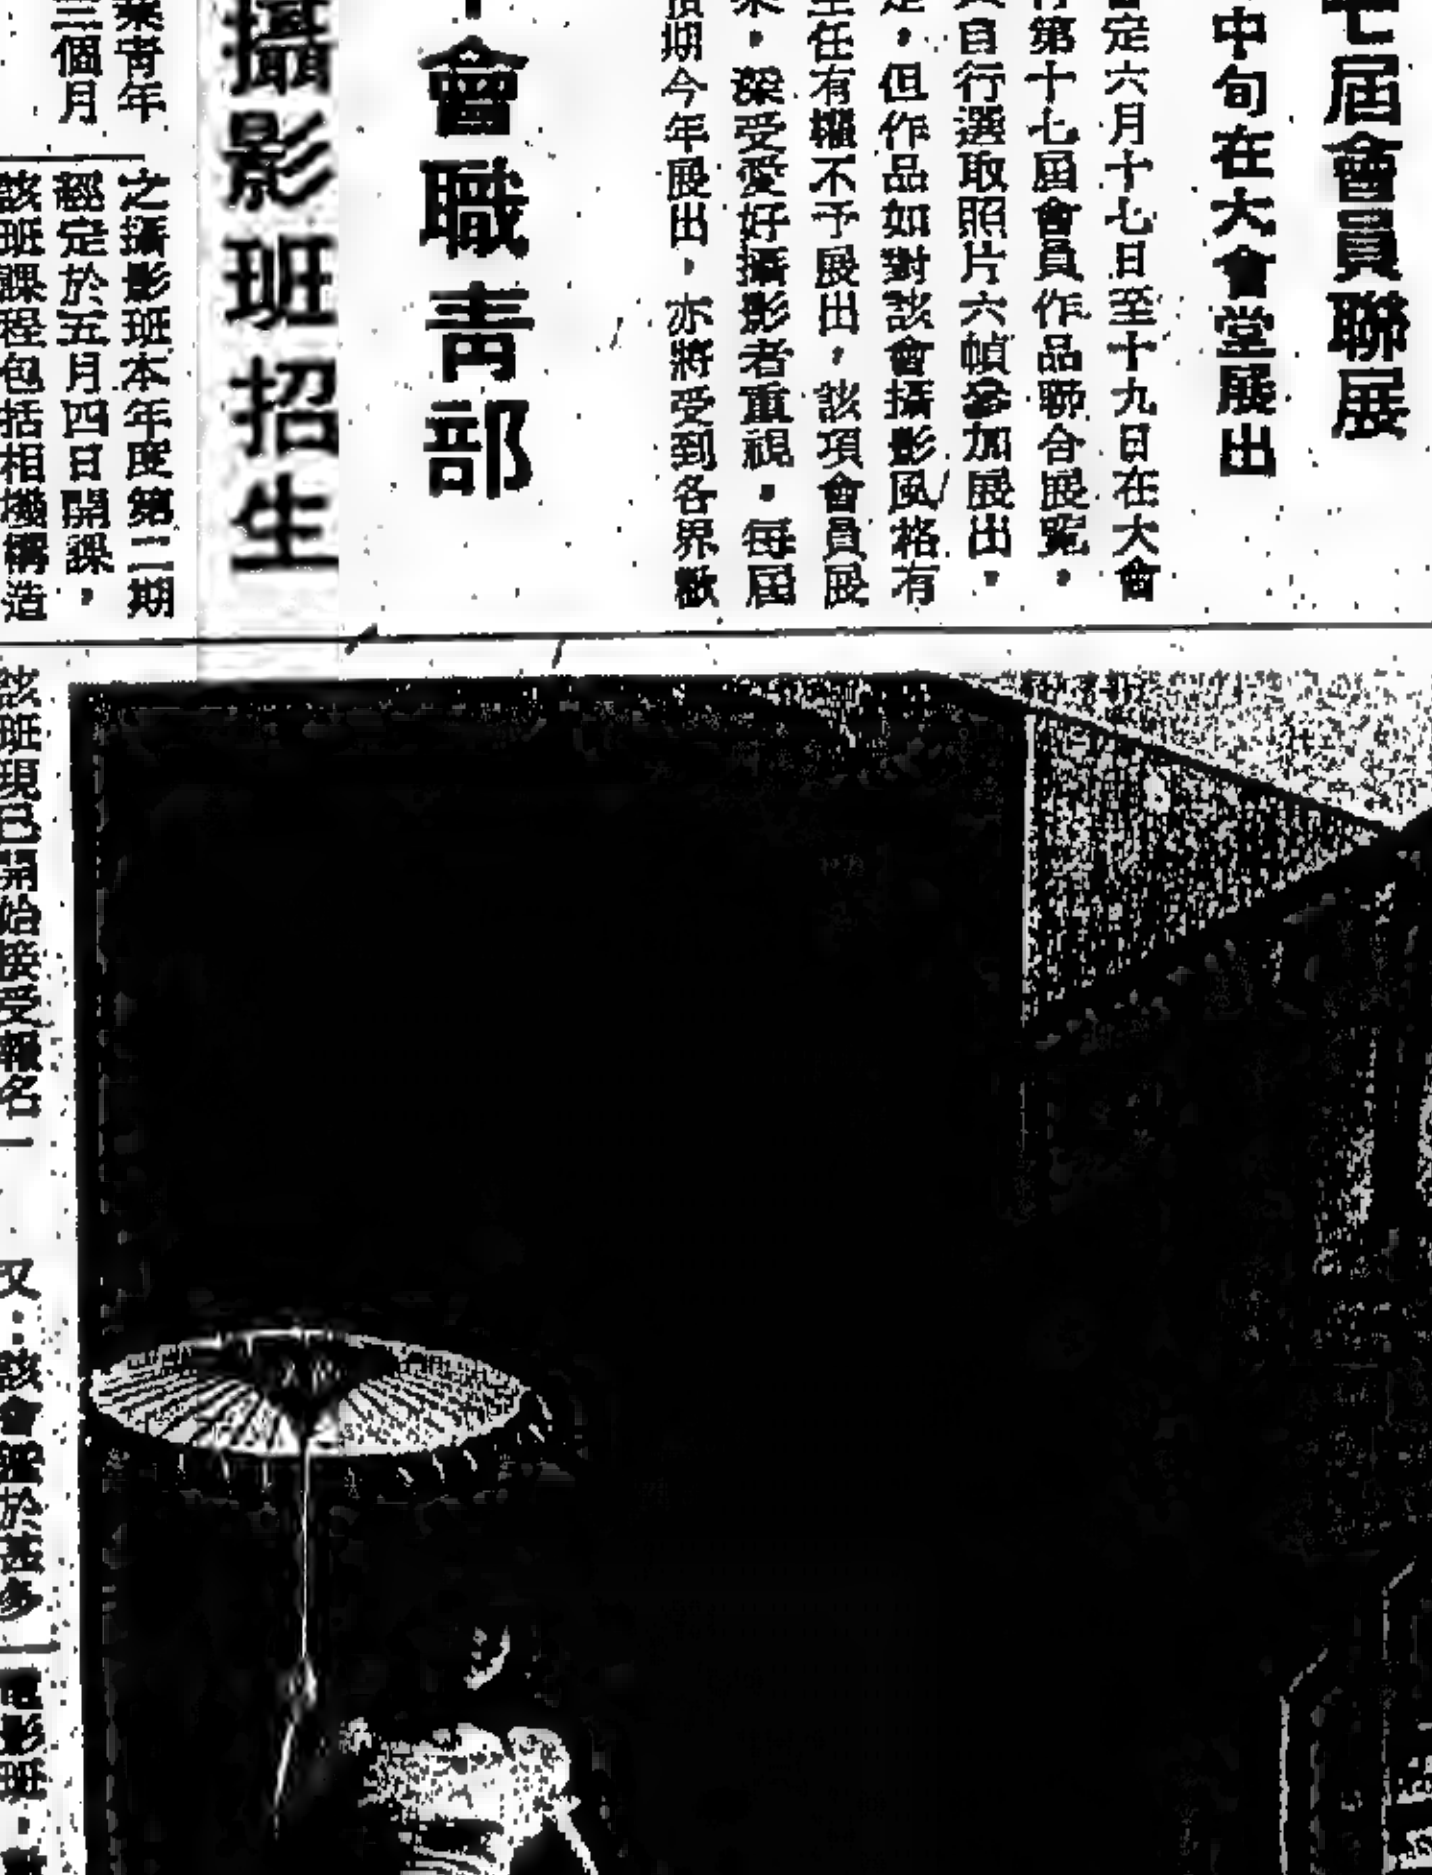 七屆會員聯展
中旬在大會堂展出
定六月十七日至十九日在大會
第十七屆會員作品聯合展覽，
自行選取照片六幀參加展出，
，但作品如對該會攝影風格有
主任有權不予展出，該項會員展
來，深受愛好攝影者重視，每屆
預期今年展出，亦將受到各界歡
會職青部
攝影班招生
業青年
之攝影班本年度第二期
三個月
經定於五月四日開課，
該班課程包括相機構造
該班現已開始接受報名
又：該會鑒於甚多
電影班，